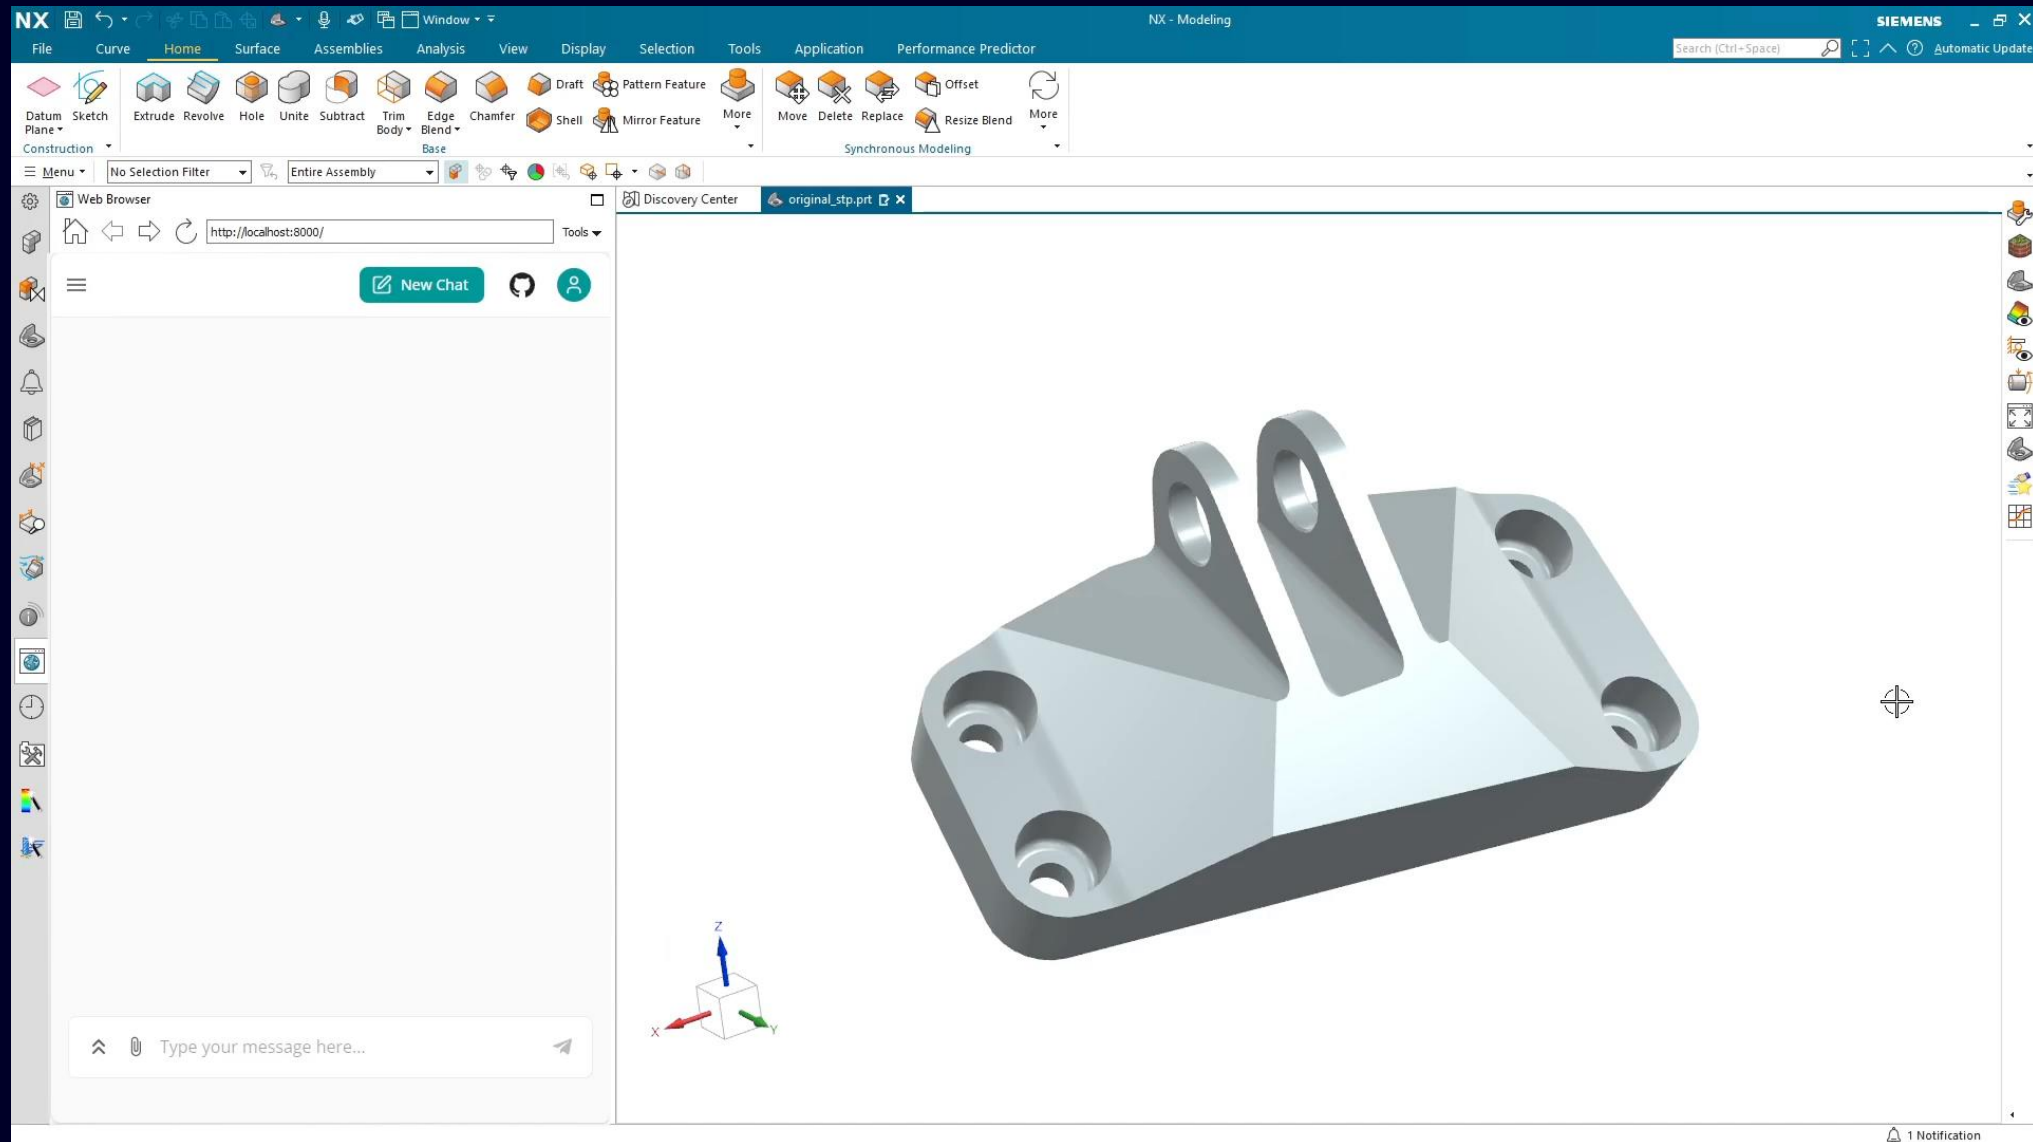 NX
Window
NX - Modeling
SIEMENS
File Curve Home Surface Assemblies Analysis View Display Selection Tools Application Performance Predictor
Search (Ctrl+Space)
Automatic Update
Datum Plane
Sketch
Extrude
Revolve
Hole
Unite
Subtract
Trim Body
Edge Blend
Chamfer
Draft
Shell
Pattern Feature
Mirror Feature
More
Move
Delete
Replace
Offset
Resize Blend
More
Construction
Base
Synchronous Modeling
Menu
No Selection Filter
Entire Assembly
Web Browser
Discovery Center
original_stp.prt
http://localhost:8000/
Tools
New Chat
Z
X
Y
Type your message here...
1 Notification